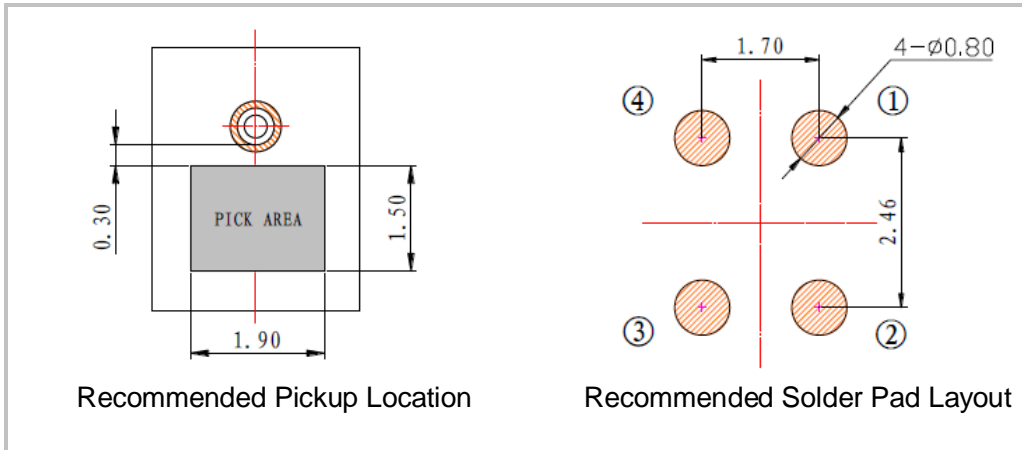 0.30
PICK AREA
1.50
1.90
Recommended Pickup Location
1.70
4-Ø0.80
④
①
2.46
③
②
Recommended Solder Pad Layout